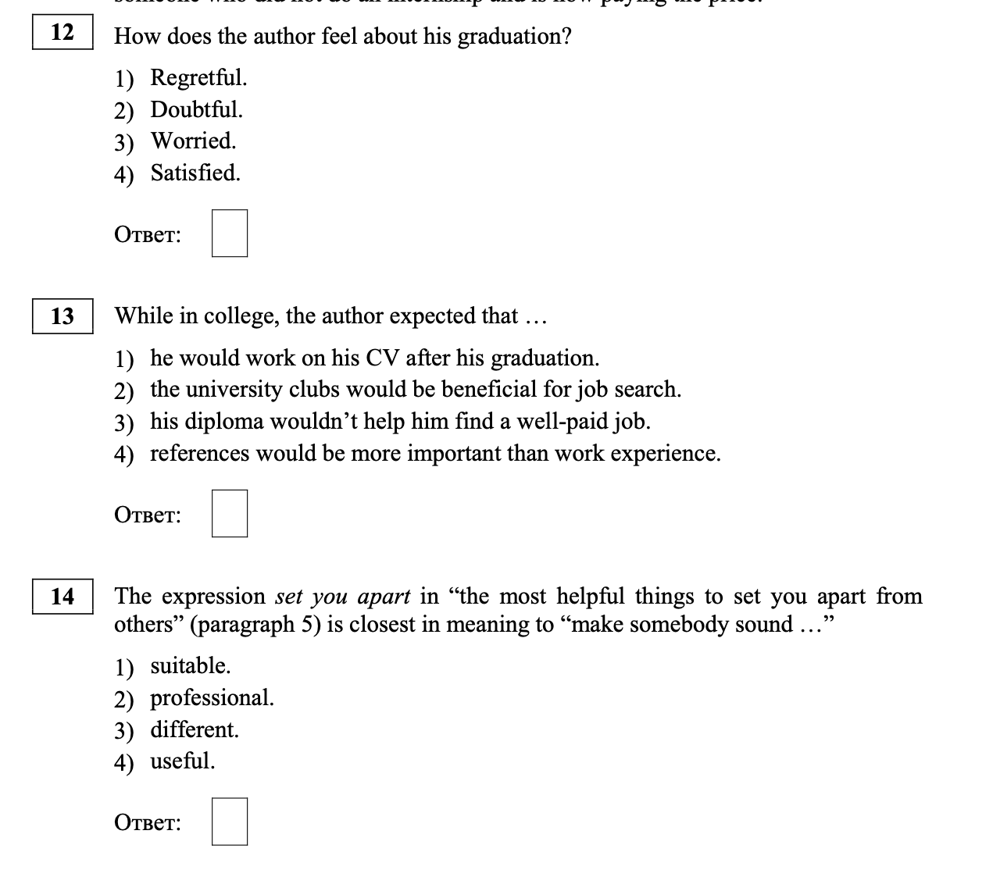 12
How does the author feel about his graduation?
1) Regretful.
2) Doubtful.
3) Worried.
4) Satisfied.
Ответ:
13
While in college, the author expected that …
1) he would work on his CV after his graduation.
2) the university clubs would be beneficial for job search.
3) his diploma wouldn’t help him find a well-paid job.
4) references would be more important than work experience.
Ответ:
14
The expression set you apart in “the most helpful things to set you apart from
others” (paragraph 5) is closest in meaning to “make somebody sound …”
1) suitable.
2) professional.
3) different.
4) useful.
Ответ: